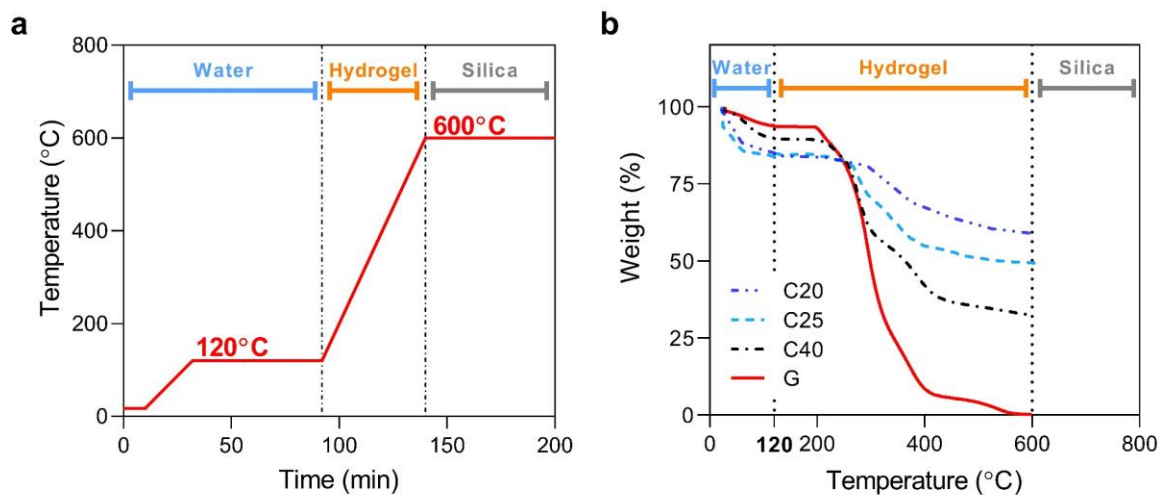 a
800
600
400
200
0
Temperature (°C)
Water
Hydrogel
Silica
600°C
120°C
0
50
100
150
200
Time (min)
b
100
75
50
25
0
Weight (%)
Water
Hydrogel
Silica
C20
C25
C40
G
0
120
200
400
600
800
Temperature (°C)